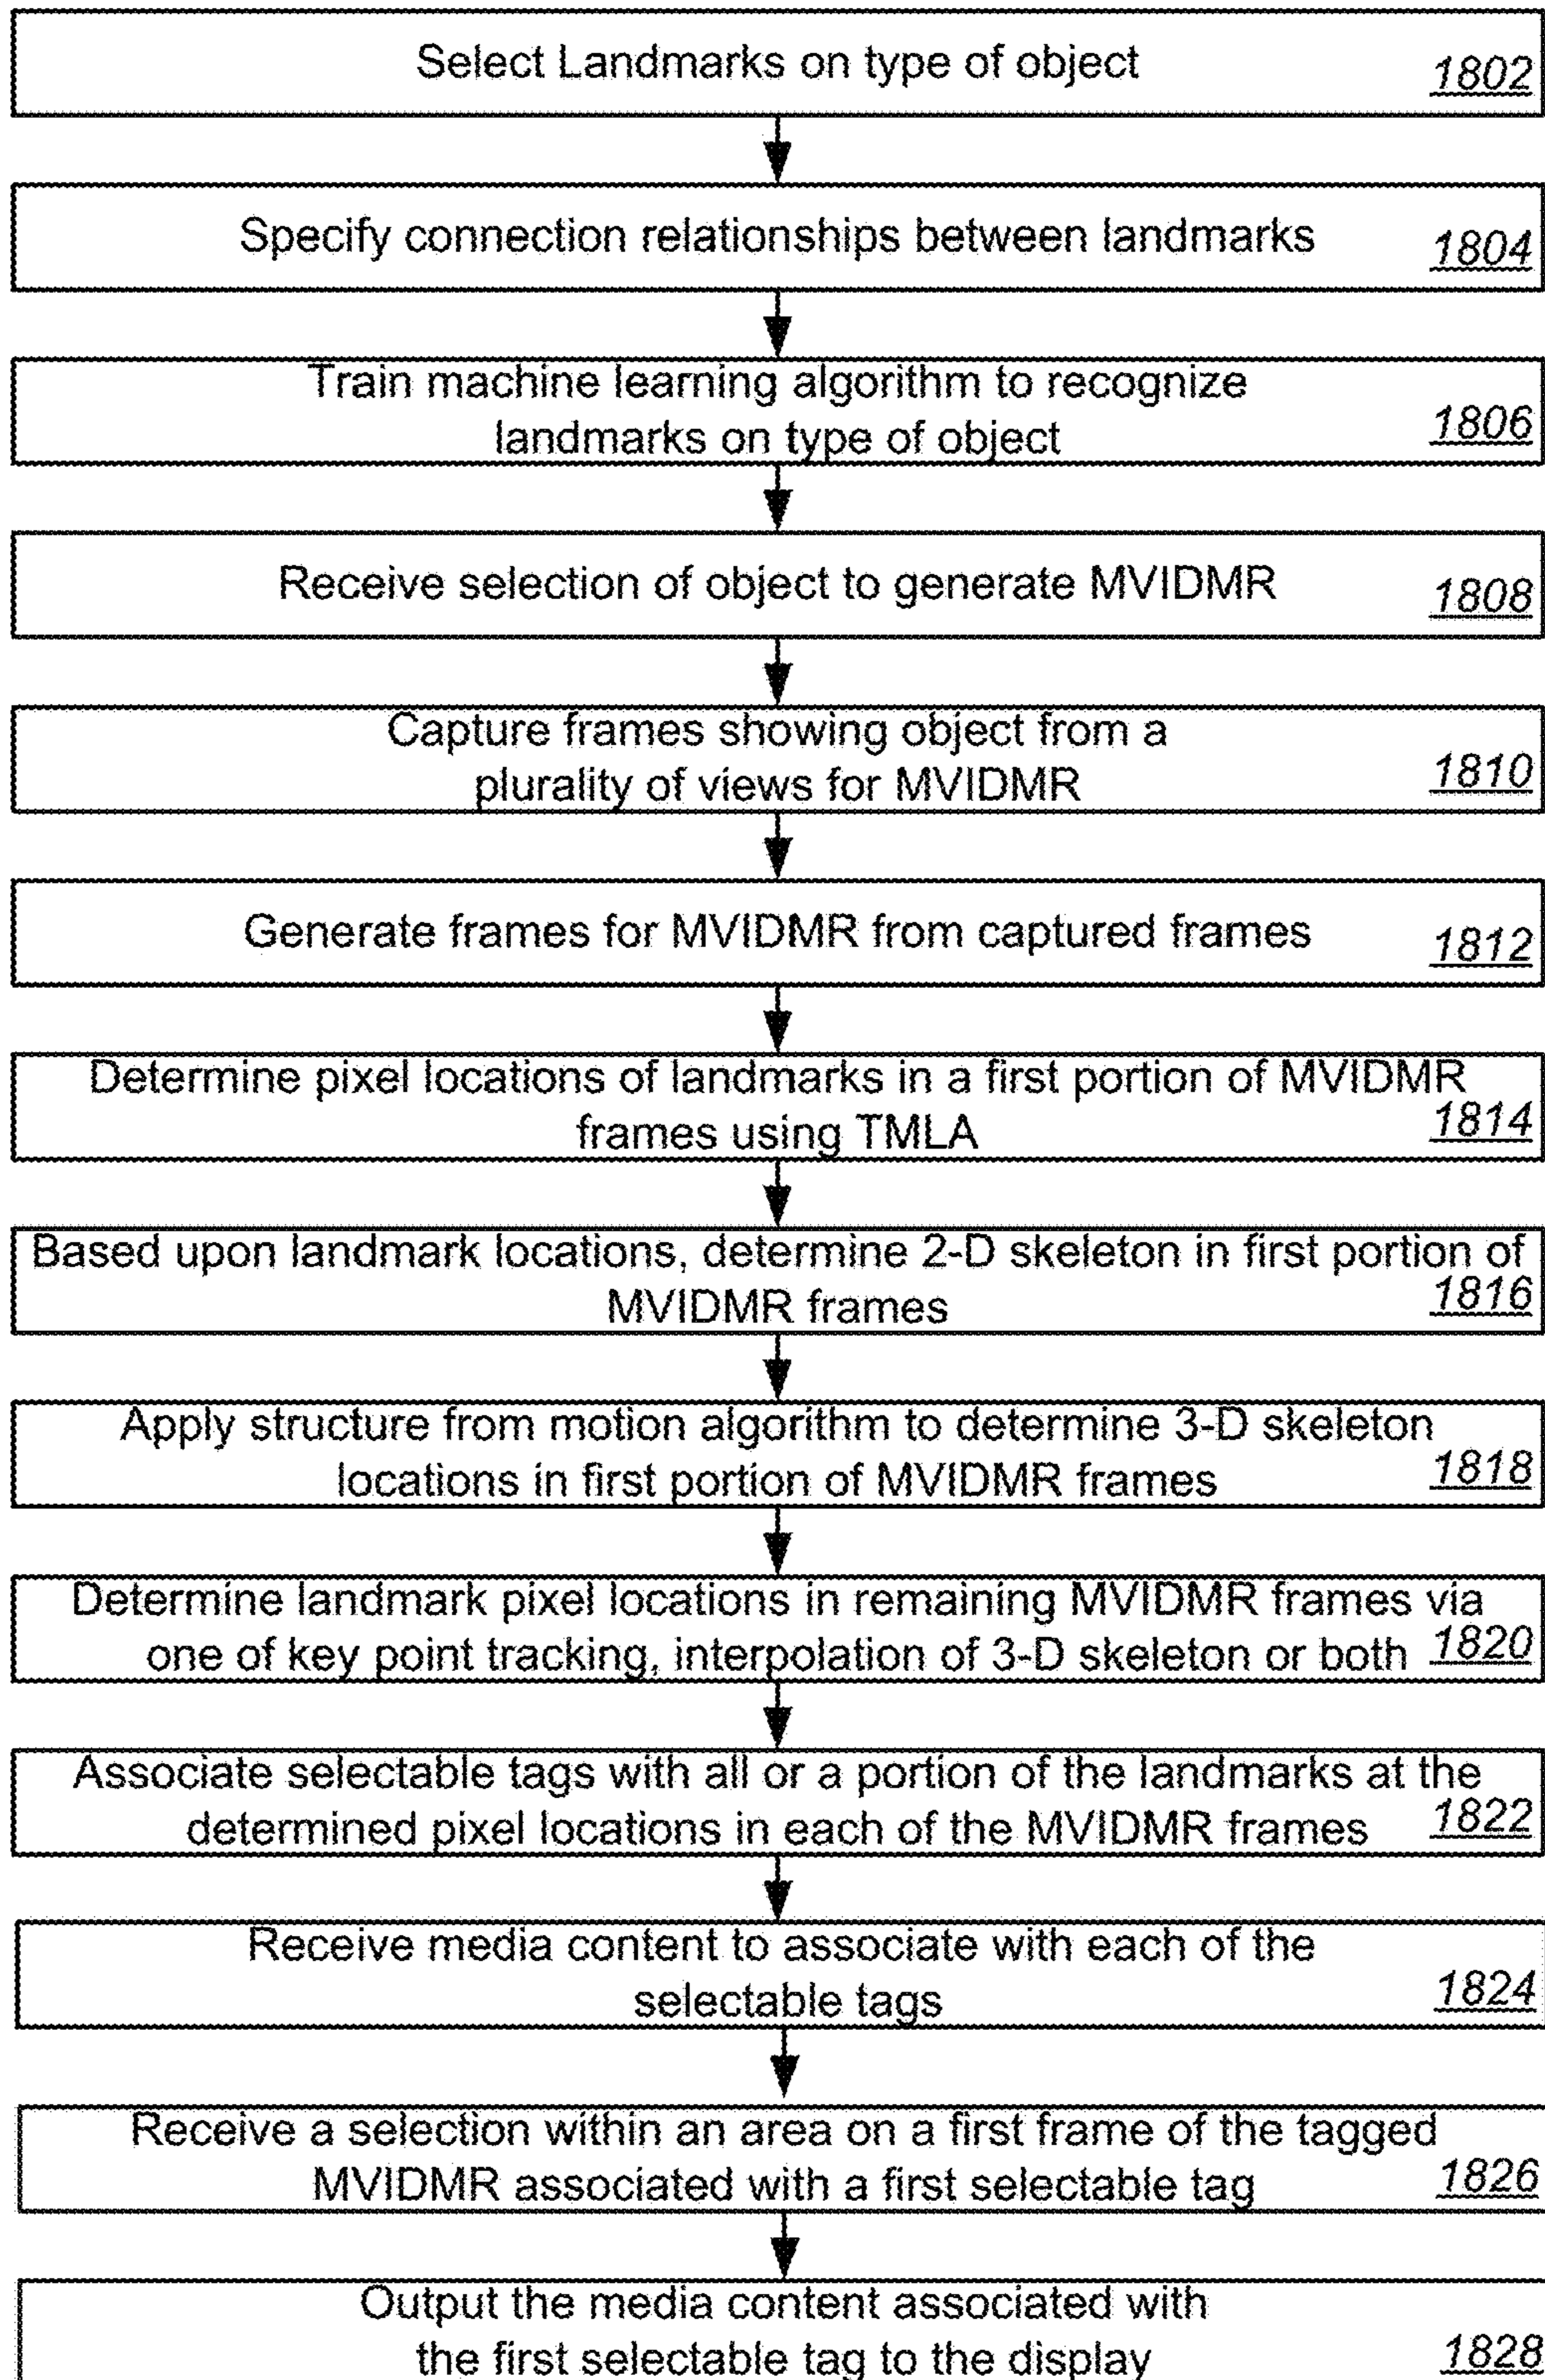 Select Landmarks on type of object
1802
Specify connection relationships between landmarks
1804
Train machine learning algorithm to recognize
landmarks on type of object
1806
Receive selection of object to generate MVIDMR
1808
Capture frames showing object from a
plurality of views for MVIDMR
1810
Generate frames for MVIDMR from captured frames
1812
Determine pixel locations of landmarks in a first portion of MVIDMR
frames using TMLA
1814
Based upon landmark locations, determine 2-D skeleton in first portion of
MVIDMR frames
1816
Apply structure from motion algorithm to determine 3-D skeleton
locations in first portion of MVIDMR frames
1818
Determine landmark pixel locations in remaining MVIDMR frames via
one of key point tracking, interpolation of 3-D skeleton or both
1820
Associate selectable tags with all or a portion of the landmarks at the
determined pixel locations in each of the MVIDMR frames
1822
Receive media content to associate with each of the
selectable tags
1824
Receive a selection within an area on a first frame of the tagged
MVIDMR associated with a first selectable tag
1826
Output the media content associated with
the first selectable tag to the display
1828